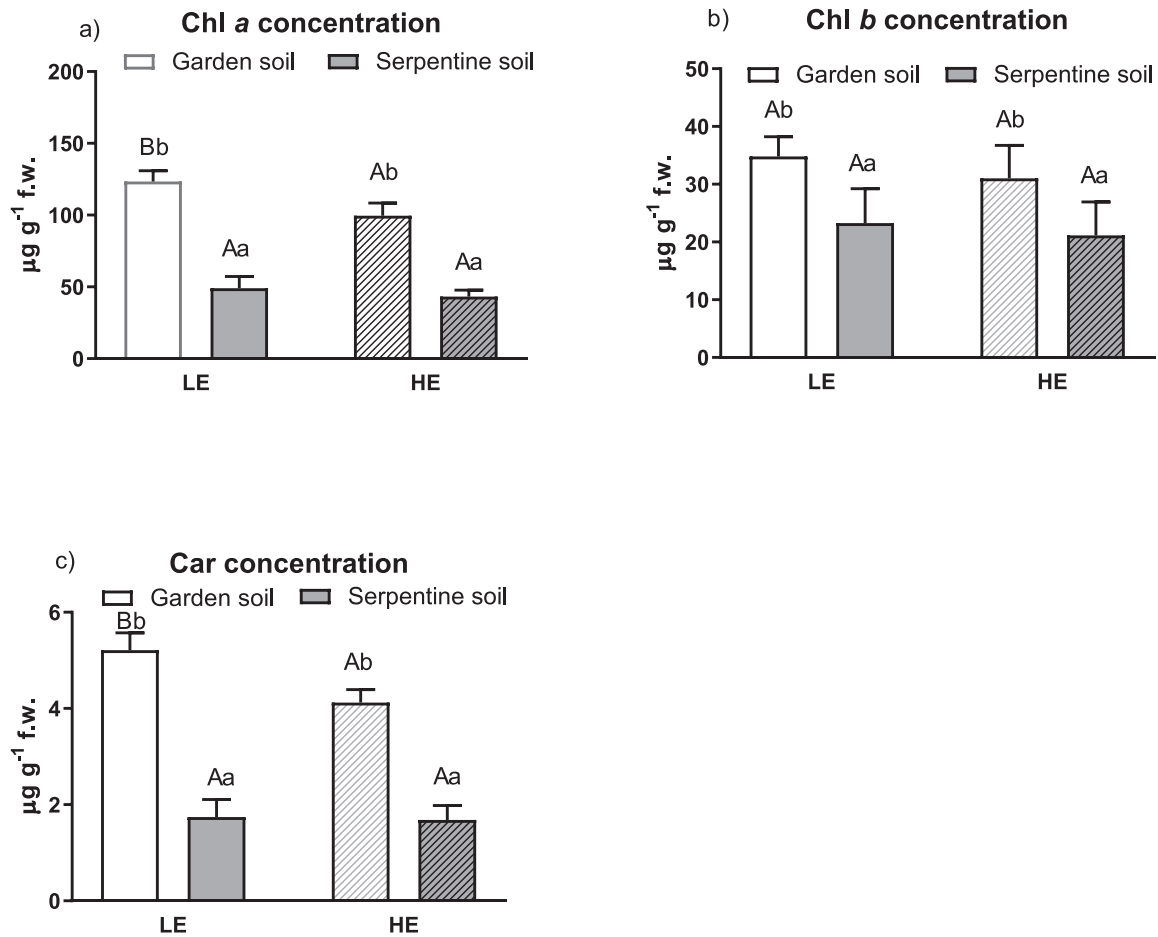 a)
Chl a concentration
Garden soil Serpentine soil
200
150
100
50
0
µg g-1 f.w.
Bb
Aa
Ab
Aa
LE HE
b)
Chl b concentration
Garden soil Serpentine soil
50
40
30
20
10
0
µg g-1 f.w.
Ab
Aa
Ab
Aa
LE HE
c)
Car concentration
Garden soil Serpentine soil
6
4
2
0
µg g-1 f.w.
Bb
Aa
Ab
Aa
LE HE